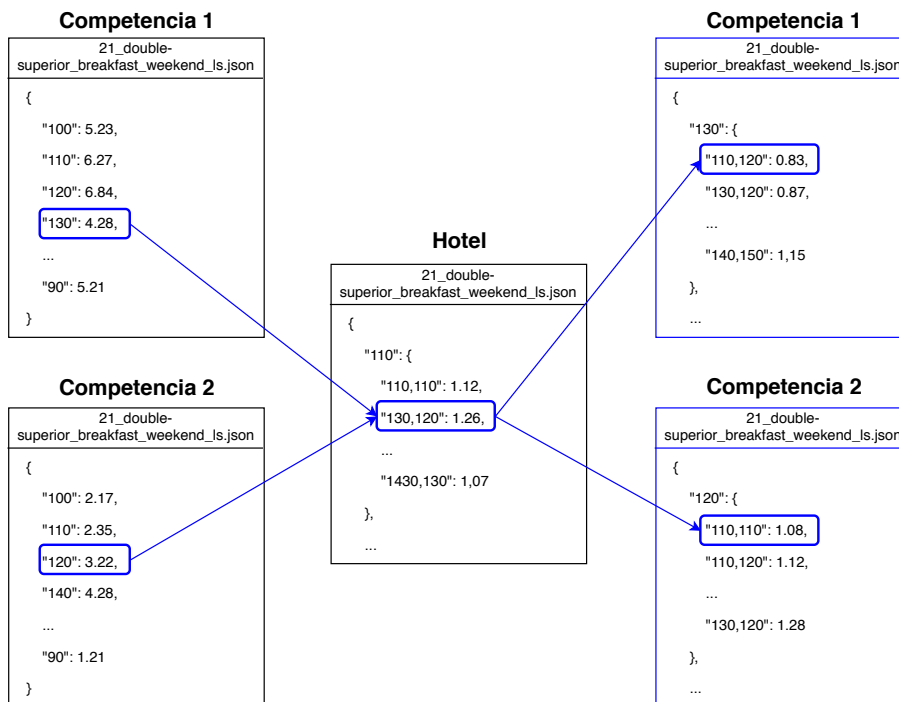 Competencia 1
21_double-
superior_breakfast_weekend_ls.json
{
"100": 5.23,
"110": 6.27,
"120": 6.84,
"130": 4.28,
...
"90": 5.21
}
Competencia 2
21_double-
superior_breakfast_weekend_ls.json
{
"100": 2.17,
"110": 2.35,
"120": 3.22,
"140": 4.28,
...
"90": 1.21
}
Hotel
21_double-
superior_breakfast_weekend_ls.json
{
"110": {
"110,110": 1.12,
"130,120": 1.26,
...
"1430,130": 1,07
},
...
Competencia 1
21_double-
superior_breakfast_weekend_ls.json
{
"130": {
"110,120": 0.83,
"130,120": 0.87,
...
"140,150": 1,15
},
...
Competencia 2
21_double-
superior_breakfast_weekend_ls.json
{
"120": {
"110,110": 1.08,
"110,120": 1.12,
...
"130,120": 1.28
},
...